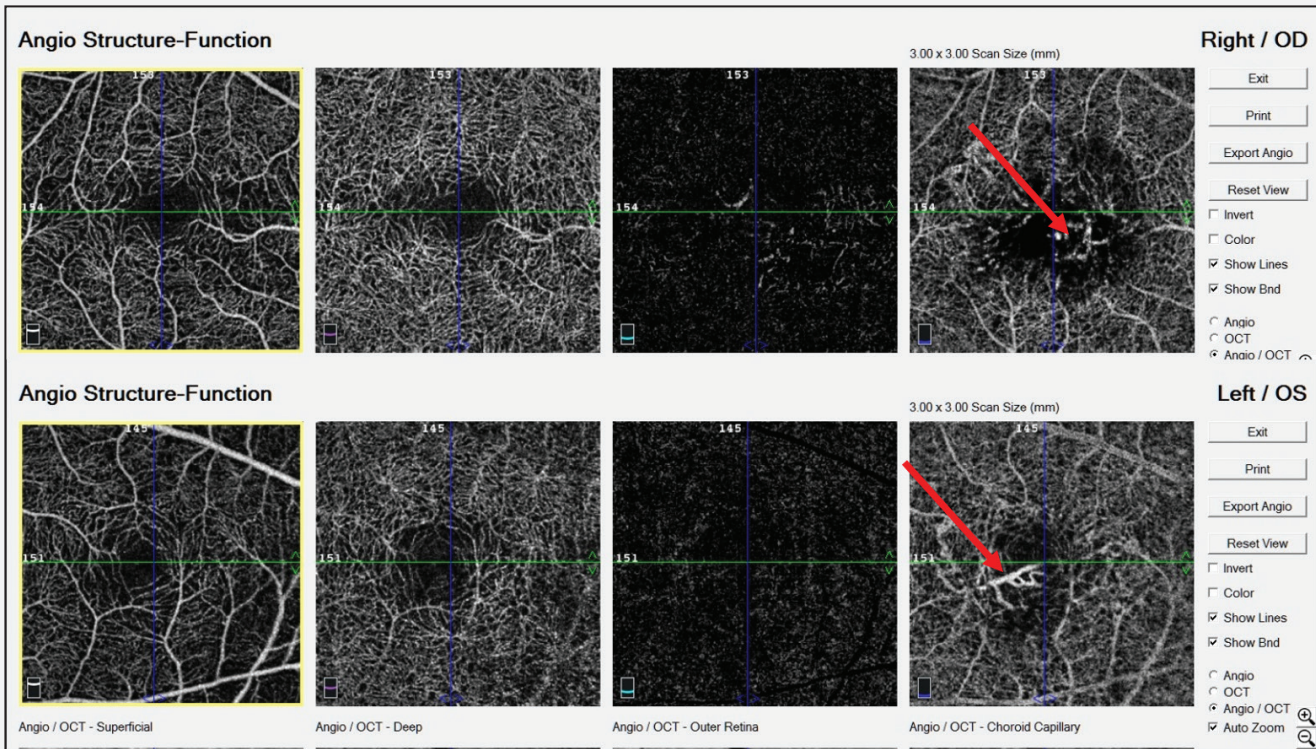 Angio Structure-Function
3.00 x 3.00 Scan Size (mm)
Right / OD
153
154
153
154
153
154
153
154
Exit
Print
Export Angio
Reset View
Invert
Color
Show Lines
Show Bnd
Angio
OCT
Angio / OCT
Angio Structure-Function
3.00 x 3.00 Scan Size (mm)
Left / OS
145
151
145
151
145
151
145
151
Exit
Print
Export Angio
Reset View
Invert
Color
Show Lines
Show Bnd
Angio
OCT
Angio / OCT
Auto Zoom
Angio / OCT - Superficial
Angio / OCT - Deep
Angio / OCT - Outer Retina
Angio / OCT - Choroid Capillary